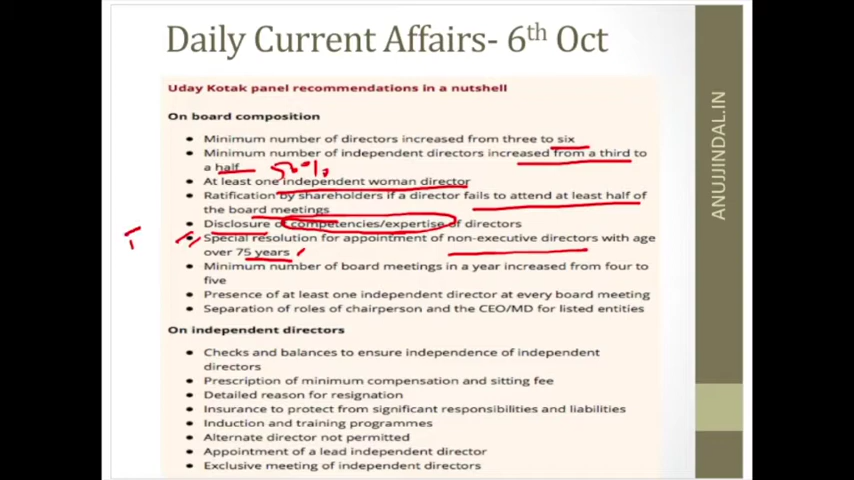 Daily Current Affairs- 6th Oct
Uday Kotak panel recommendations in a nutshell
On board composition
Minimum number of directors increased from three to six
Minimum number of independent directors increased from a third to
a half 50%
At least one independent woman director
Ratification by shareholders if a director fails to attend at least half of
the board meetings
Disclosure of competencies/expertise of directors
Special resolution for appointment of non-executive directors with age
over 75 years
Minimum number of board meetings in a year increased from four to
five
Presence of at least one independent director at every board meeting
Separation of roles of chairperson and the CEO/MD for listed entities
On independent directors
Checks and balances to ensure independence of independent
directors
Prescription of minimum compensation and sitting fee
Detailed reason for resignation
Insurance to protect from significant responsibilities and liabilities
Induction and training programmes
Alternate director not permitted
Appointment of a lead independent director
Exclusive meeting of independent directors
ANUJJINDAL.IN